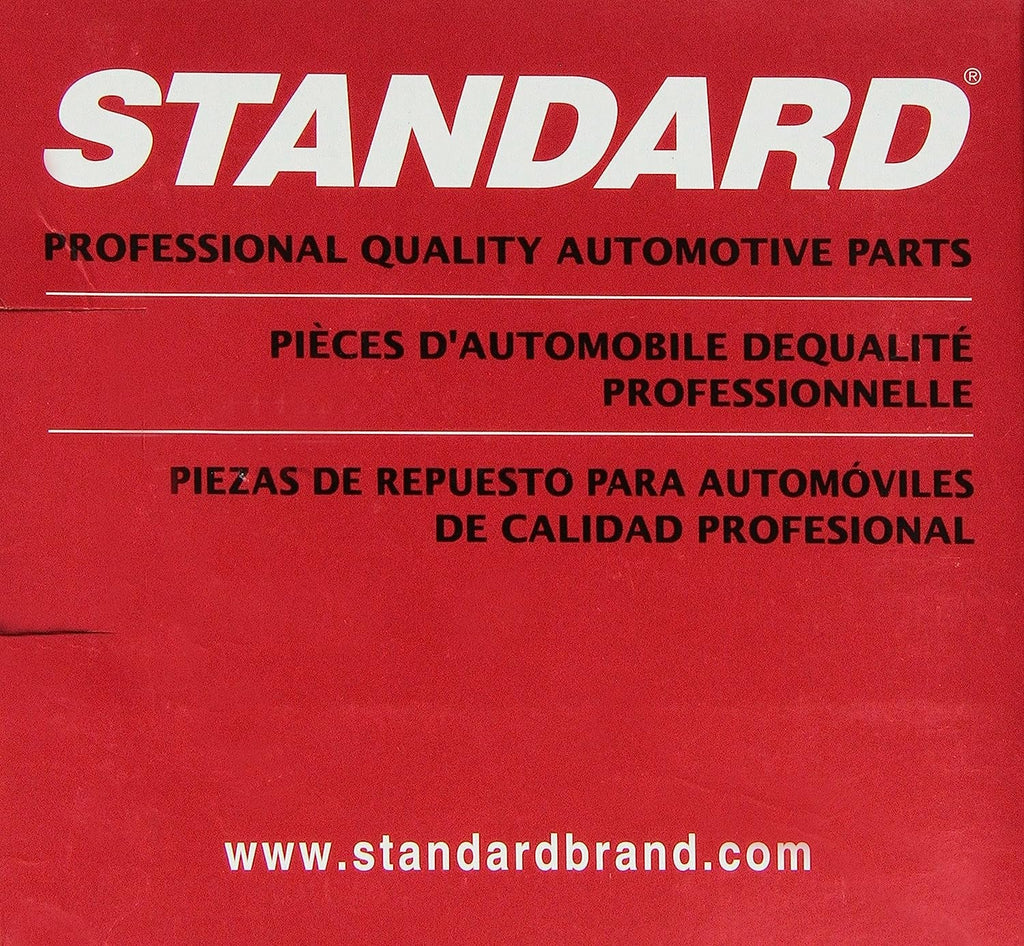 STANDARD®
PROFESSIONAL QUALITY AUTOMOTIVE PARTS
PIÈCES D'AUTOMOBILE DEQUALITÉ
PROFESSIONNELLE
PIEZAS DE REPUESTO PARA AUTOMÓVILES
DE CALIDAD PROFESIONAL
www.standardbrand.com